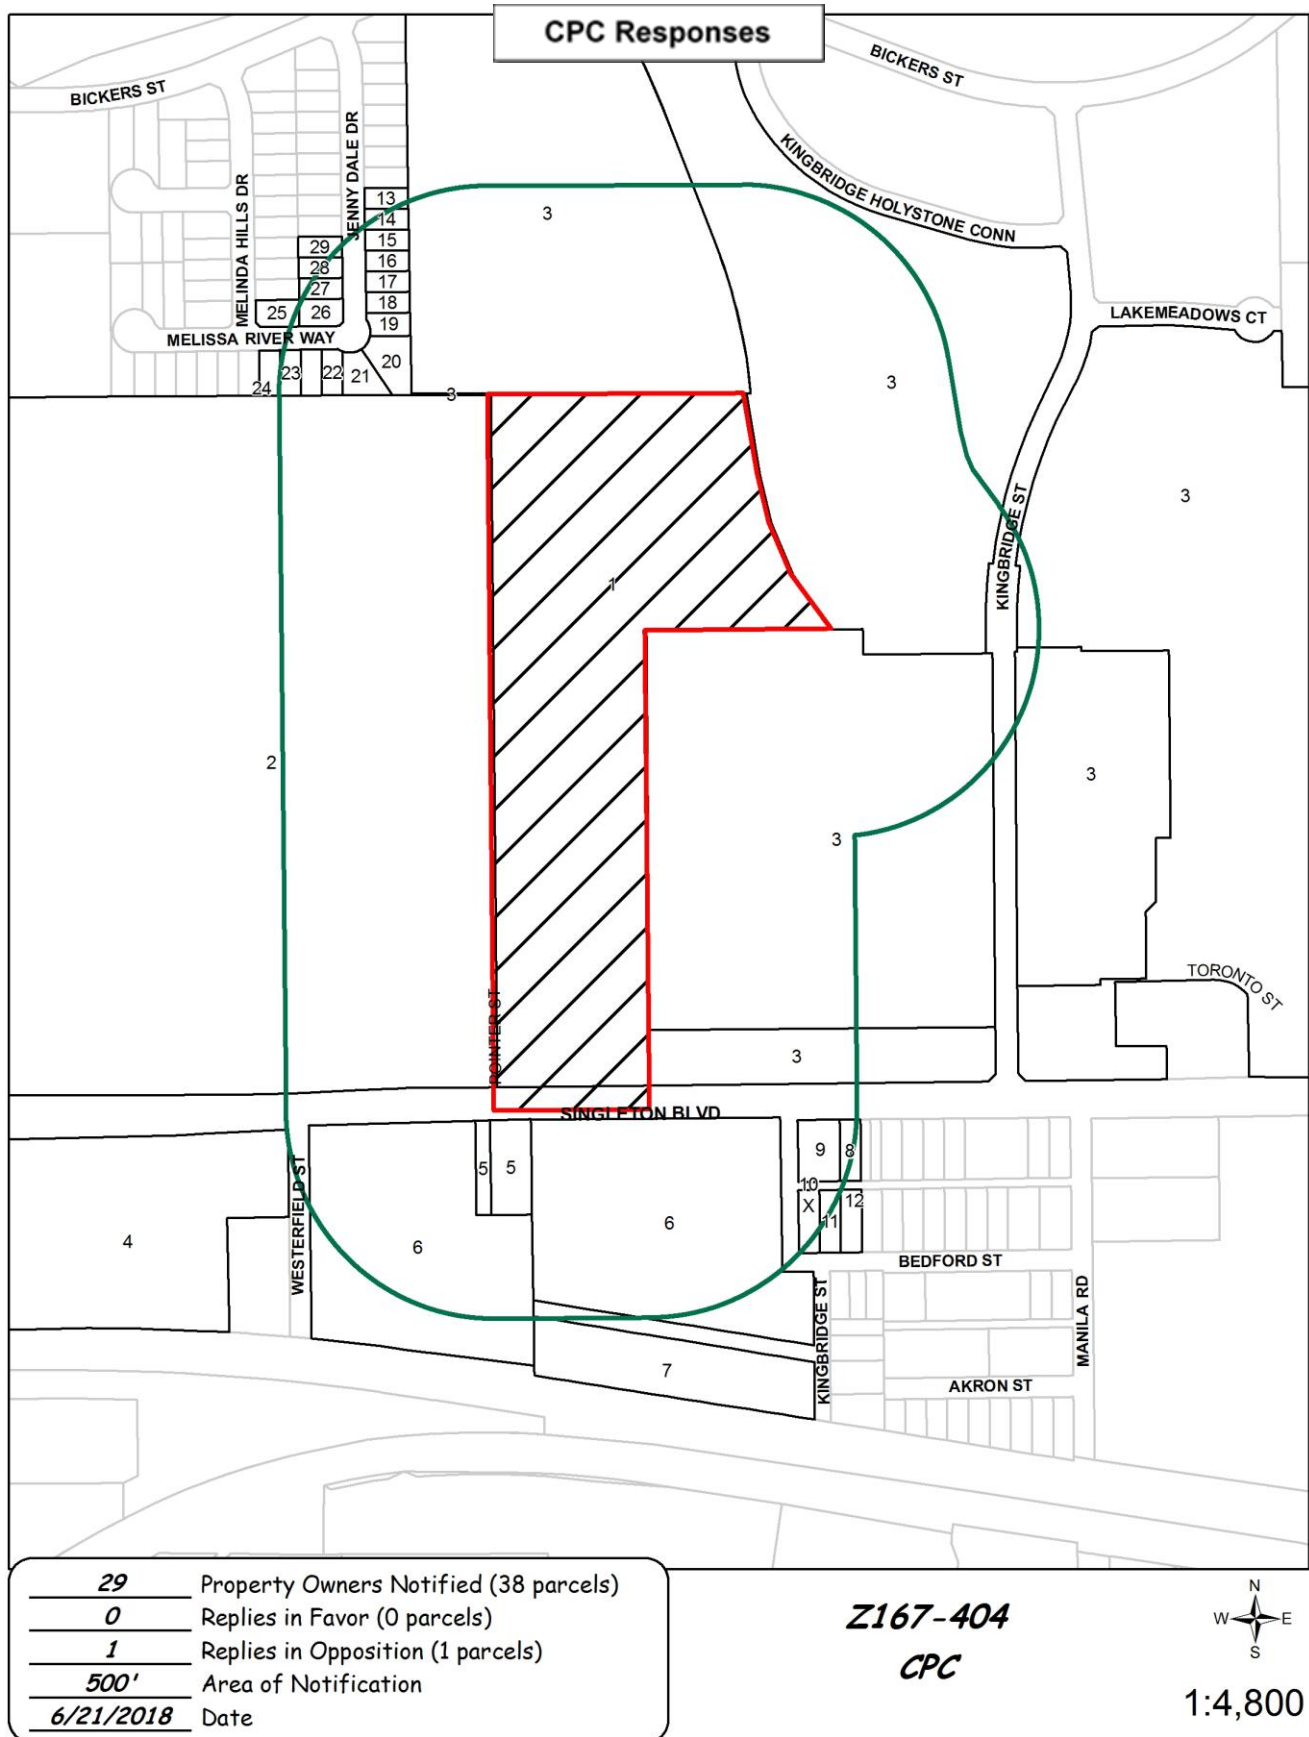 CPC Responses
BICKERS ST
BICKERS ST
JENNY DALE DR
MELINDA HILLS DR
KINGBRIDGE HOLYSTONE CONN
13
14
15
16
17
18
19
20
29
28
27
25
26
MELISSA RIVER WAY
24
23
22
21
3
3
3
3
LAKEMEADOWS CT
KINGBRIDGE ST
1
2
3
3
3
POINTER ST
TORONTO ST
SINGLETON BLVD
WESTERFIELD ST
5
5
9
8
10
X
11
12
4
6
6
7
BEDFORD ST
KINGBRIDGE ST
MANILA RD
AKRON ST
29 Property Owners Notified (38 parcels)
0 Replies in Favor (0 parcels)
1 Replies in Opposition (1 parcels)
500' Area of Notification
6/21/2018 Date
Z167-404
CPC
N
W E
S
1:4,800